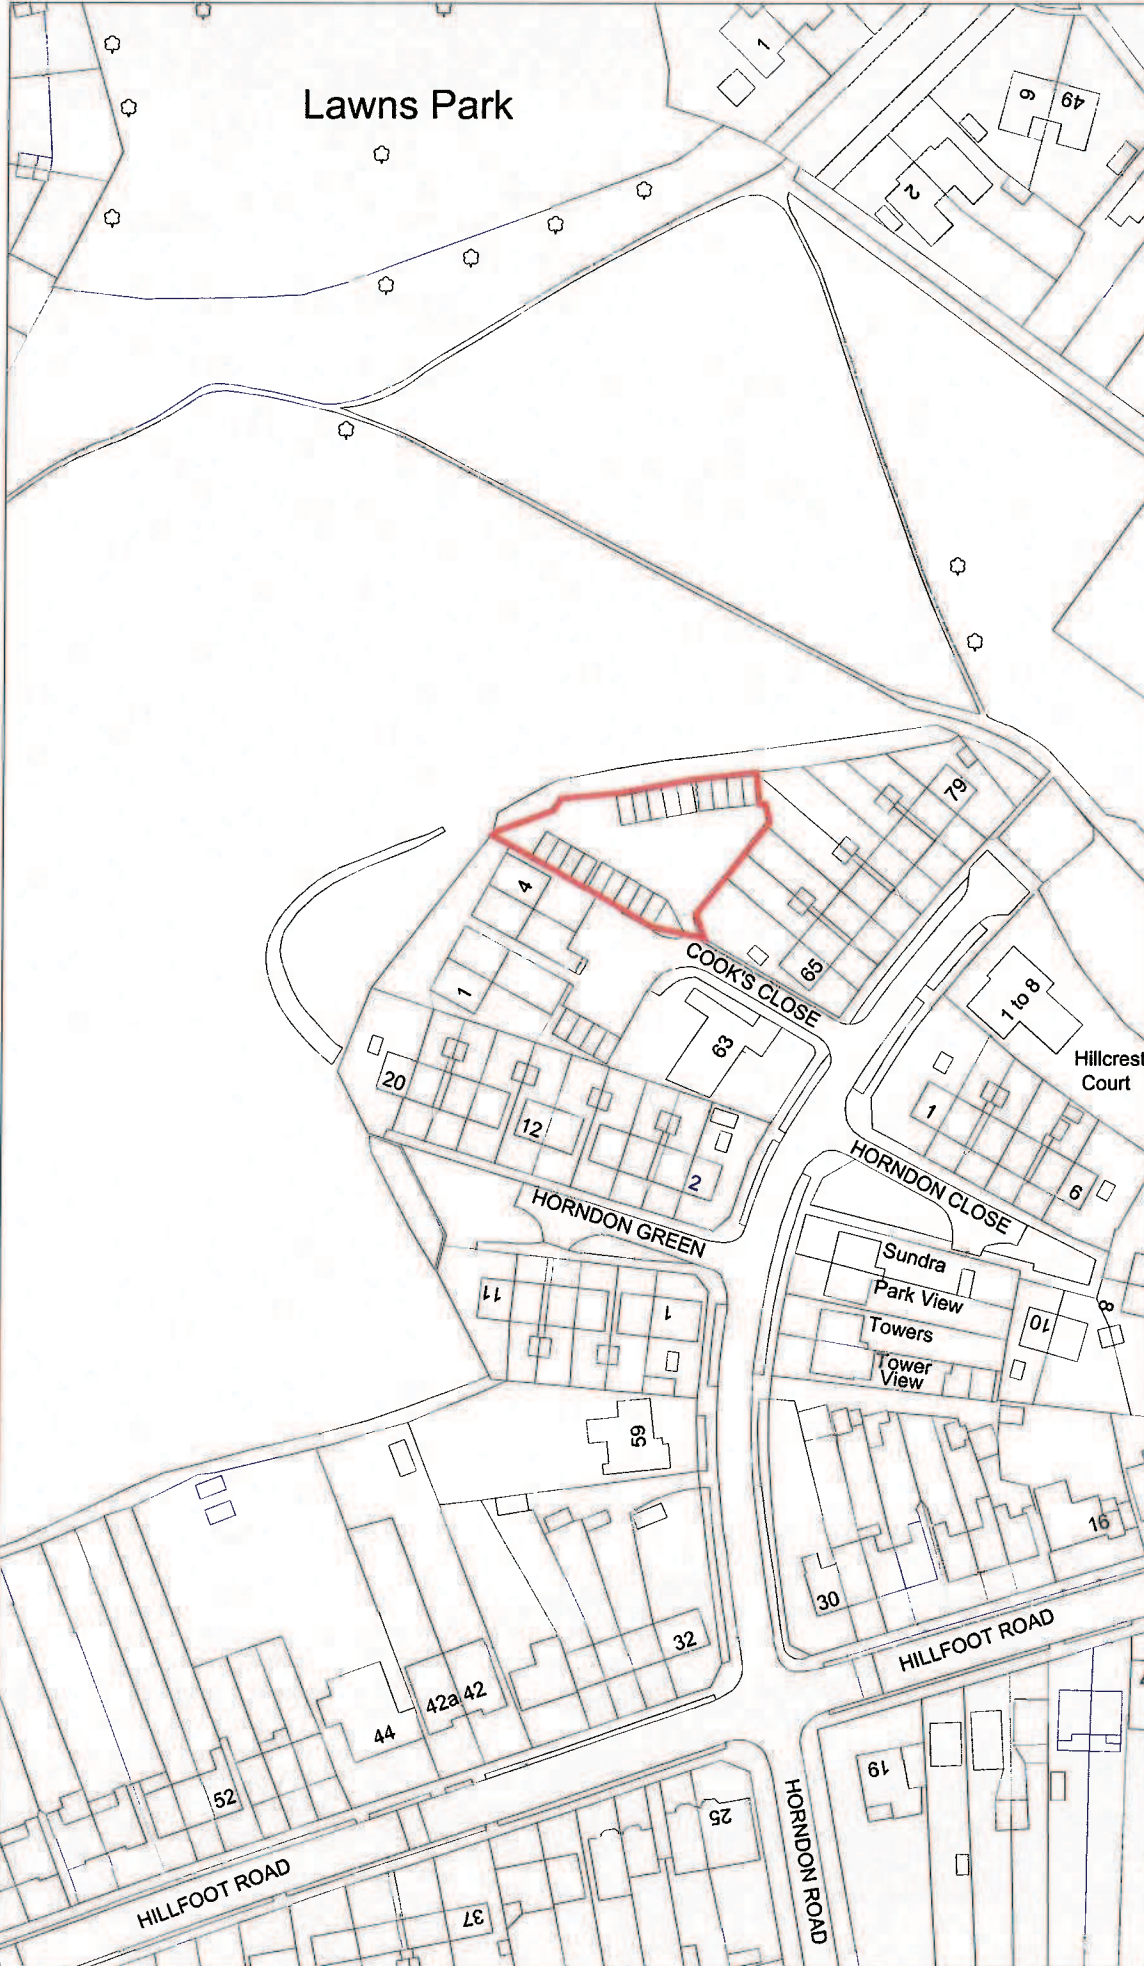 Lawns Park
1
6
49
2
79
4
65
COOK'S CLOSE
1
1 to 8
63
Hillcrest
Court
20
1
12
HORNDON CLOSE
2
6
HORNDON GREEN
Sundra
11
Park View
1
8
10
Towers
Tower
View
59
16
30
HILLFOOT ROAD
32
42a
42
44
19
52
25
HORNDON ROAD
HILLFOOT ROAD
37